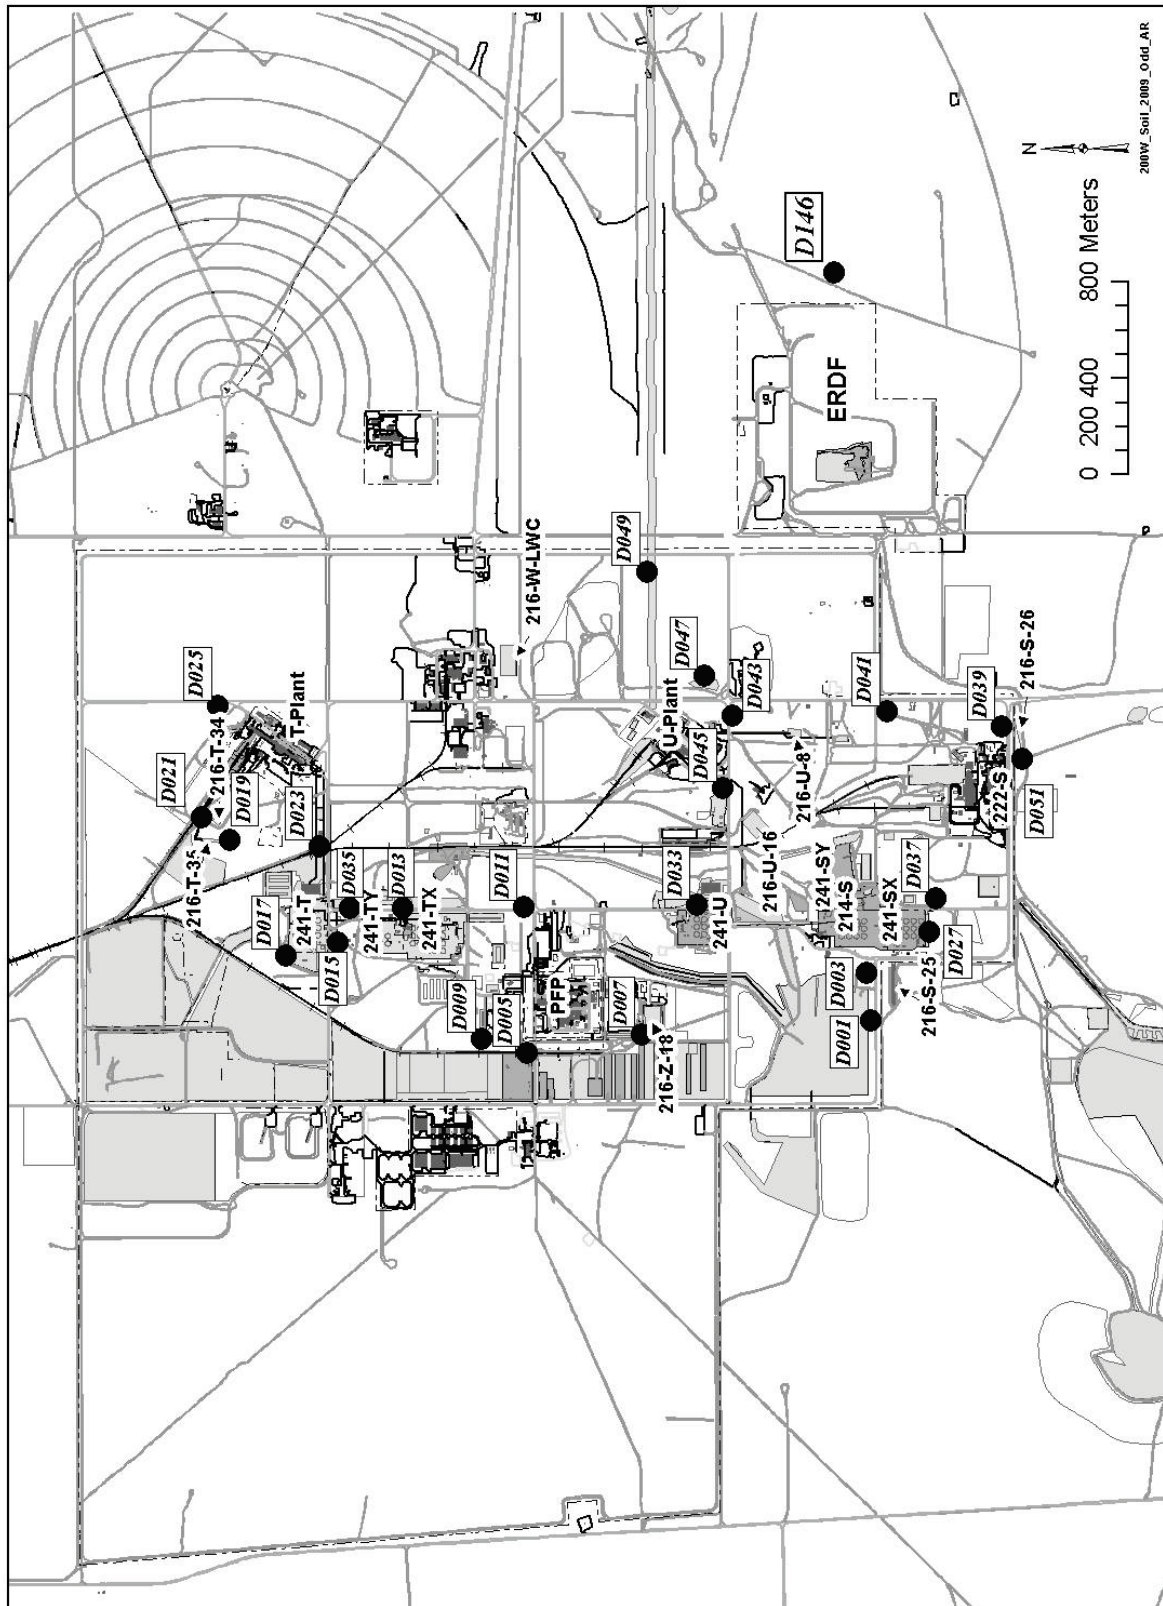 D025
T-Plant
216-T-34
D021
D019
D023
216-T-35
D017
241-T
D035
241-TY
D015
D013
241-TX
D011
D009
D005
PFP
D007
216-Z-18
216-W-LWC
D049
D047
U-Plant
D043
D045
216-U-8
D033
241-U
216-U-16
241-SY
214-S
241-SX
D041
D039
216-S-26
222-S
D051
D037
D027
D003
D001
216-S-25
D146
ERDF
N
0 200 400 800 Meters
200W_Soil_2009_Odd_AR